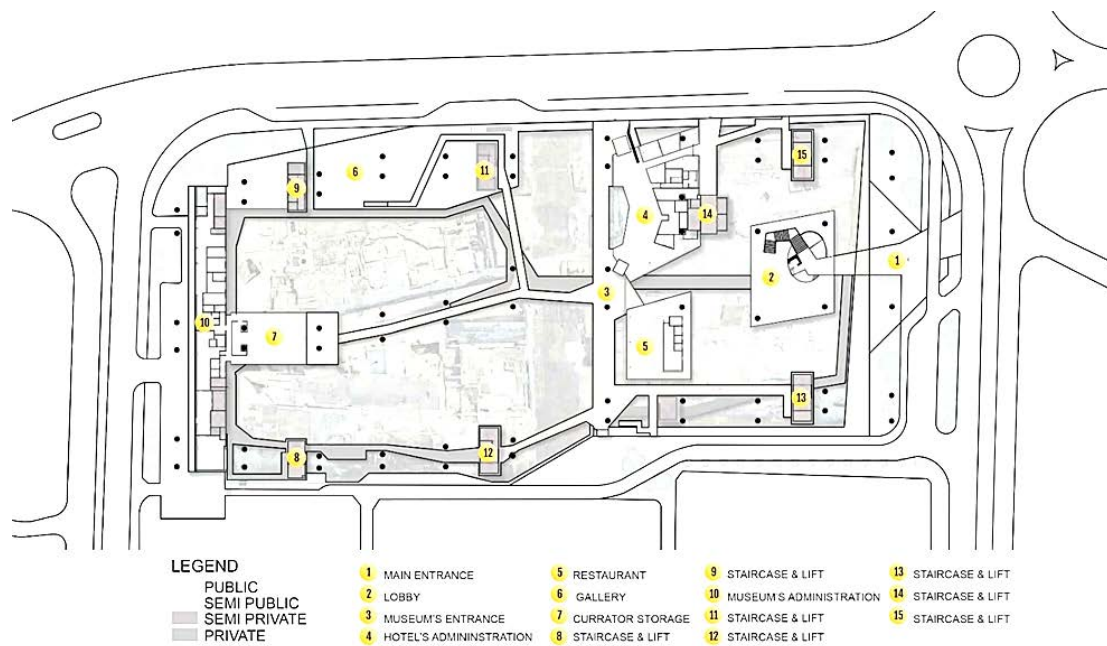 9
6
11
15
4
14
1
2
3
10
7
5
13
12
8
LEGEND
PUBLIC
SEMI PUBLIC
SEMI PRIVATE
PRIVATE
1 MAIN ENTRANCE
2 LOBBY
3 MUSEUM'S ENTRANCE
4 HOTEL'S ADMININSTRATION
5 RESTAURANT
6 GALLERY
7 CURRATOR STORAGE
8 STAIRCASE & LIFT
9 STAIRCASE & LIFT
10 MUSEUM'S ADMINISTRATION
11 STAIRCASE & LIFT
12 STAIRCASE & LIFT
13 STAIRCASE & LIFT
14 STAIRCASE & LIFT
15 STAIRCASE & LIFT